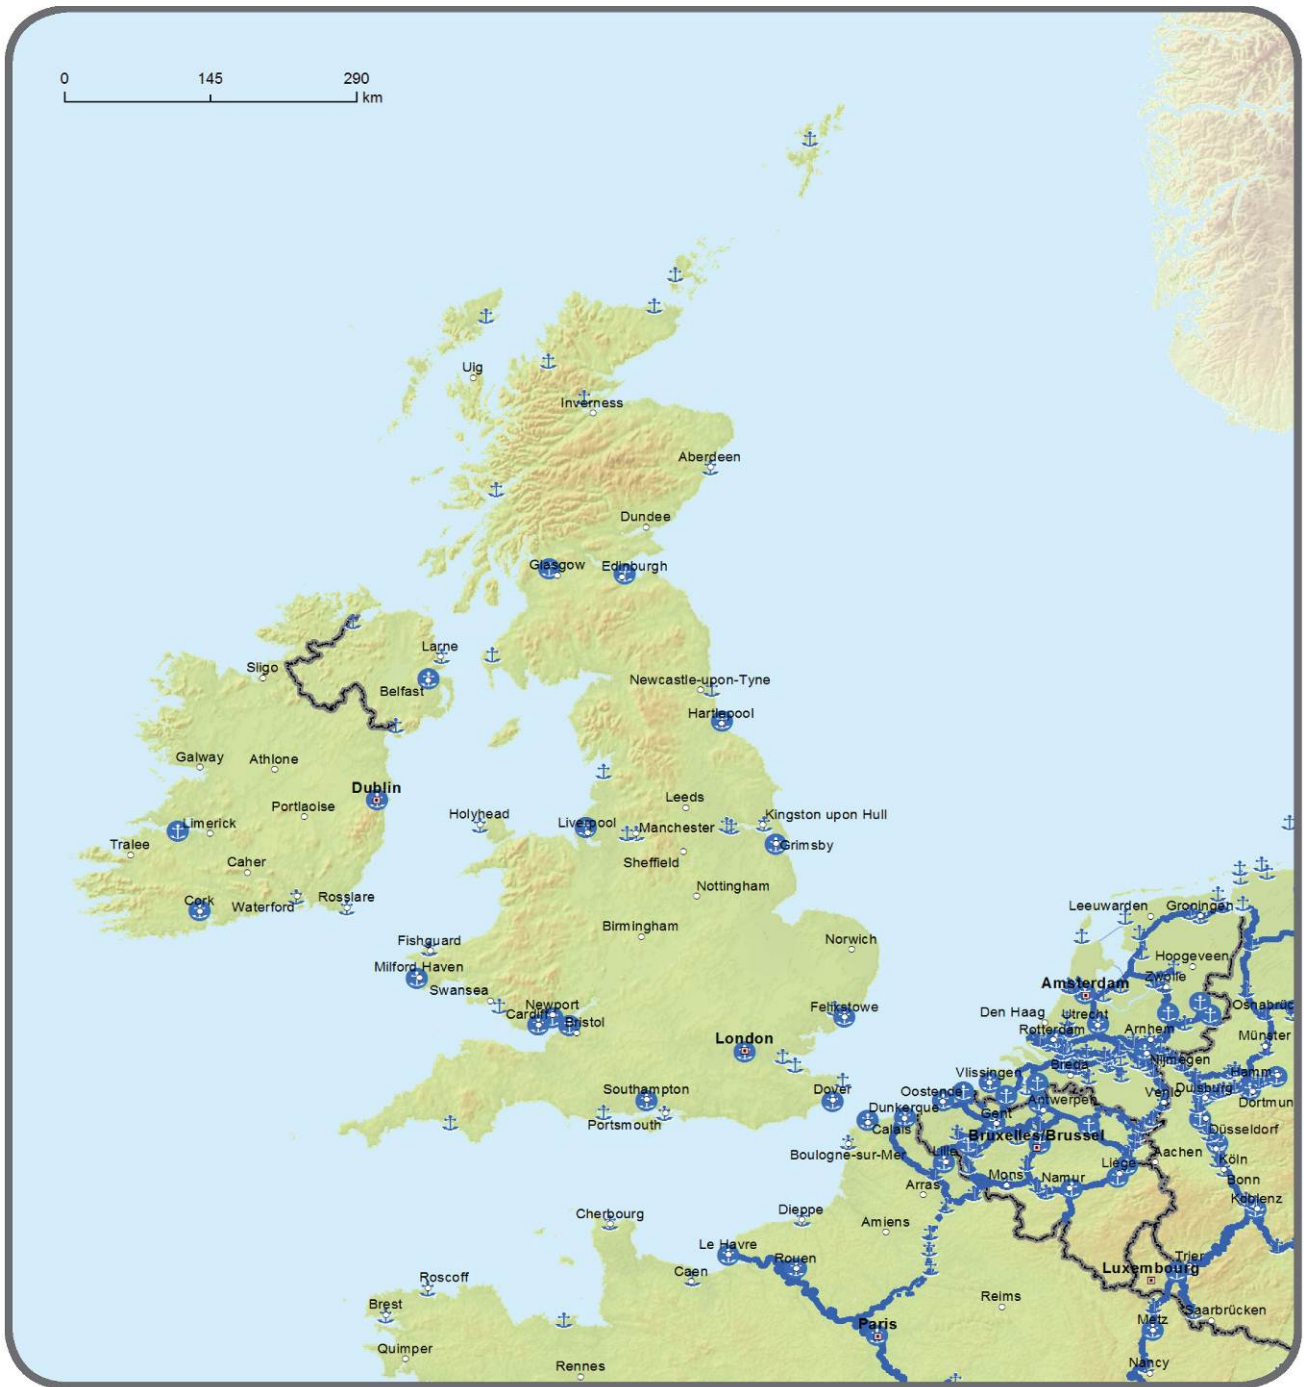 0 145 290
km
Uig
Inverness
Aberdeen
Dundee
Glasgow
Edinburgh
Larne
Sligo
Newcastle-upon-Tyne
Belfast
Hartlepool
Galway
Athlone
Dublin
Leeds
Portlaoise
Holyhead
Kingston upon Hull
Limerick
Liverpool
Manchester
Tralee
Grimsby
Caher
Sheffield
Nottingham
Cork
Rosslare
Waterford
Leeuwarden
Groningen
Birmingham
Fishguard
Norwich
Hoogeveen
Milford Haven
Zwolle
Amsterdam
Swansea
Newport
Felixstowe
Osnabrüc
Cardiff
Den Haag
Utrecht
Bristol
Rotterdam
Arnhem
London
Münster
Nijmegen
Breda
Vlissingen
Hamm
Southampton
Dover
Oostende
Venlo
Duisburg
Antwerpen
Dortmun
Dunkerque
Gent
Portsmouth
Calais
Düsseldorf
Bruxelles/Brussel
Boulogne-sur-Mer
Lille
Aachen
Köln
Liège
Mons
Namur
Bonn
Arras
Koblenz
Cherbourg
Dieppe
Amiens
Le Havre
Rouen
Trier
Caen
Luxembourg
Roscoff
Reims
Brest
Saarbrücken
Paris
Metz
Quimper
Rennes
Nancy